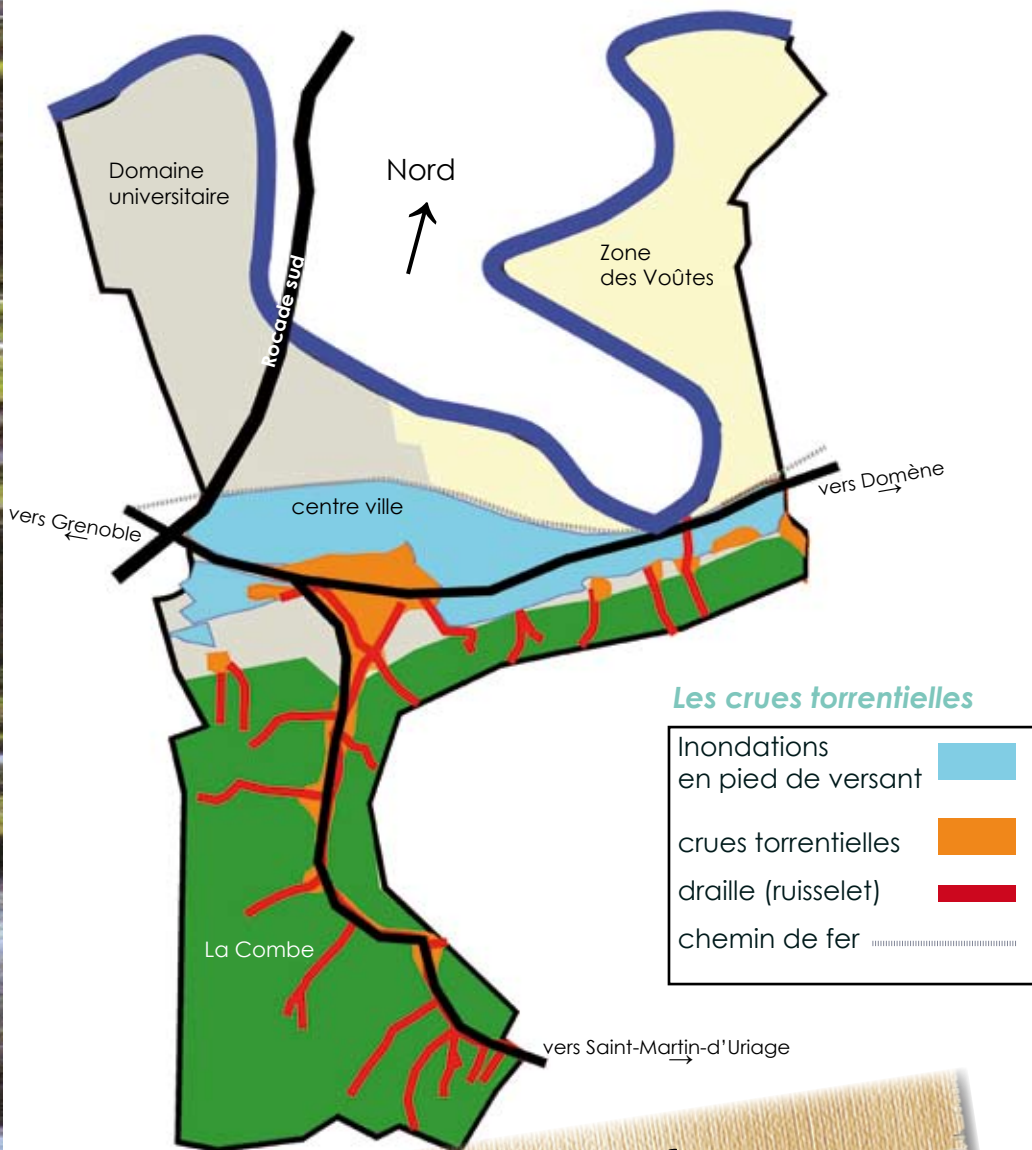 Domaine
universitaire
Nord
Zone
des Voûtes
Rocade sud
centre ville
vers Grenoble
←
vers Domène
→
Les crues torrentielles
Inondations
en pied de versant
crues torrentielles
draille (ruisselet)
chemin de fer
La Combe
vers Saint-Martin-d'Uriage
→